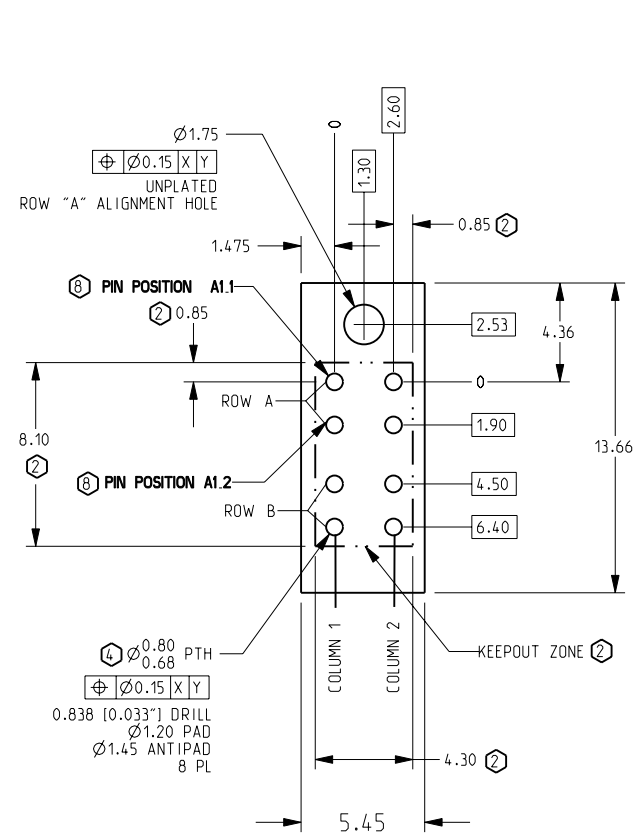 0
2.60
Ø1.75
⌖ Ø0.15 X Y
UNPLATED
ROW "A" ALIGNMENT HOLE
1.30
0.85 2
1.475
8 PIN POSITION A1.1
2 0.85
2.53
4.36
ROW A
0
1.90
8.10
2
13.66
8 PIN POSITION A1.2
4.50
ROW B
6.40
4 Ø0.80 PTH
0.68
⌖ Ø0.15 X Y
0.838 [0.033"] DRILL
Ø1.20 PAD
Ø1.45 ANTIPAD
8 PL
COLUMN 1
COLUMN 2
KEEPOUT ZONE 2
4.30 2
5.45